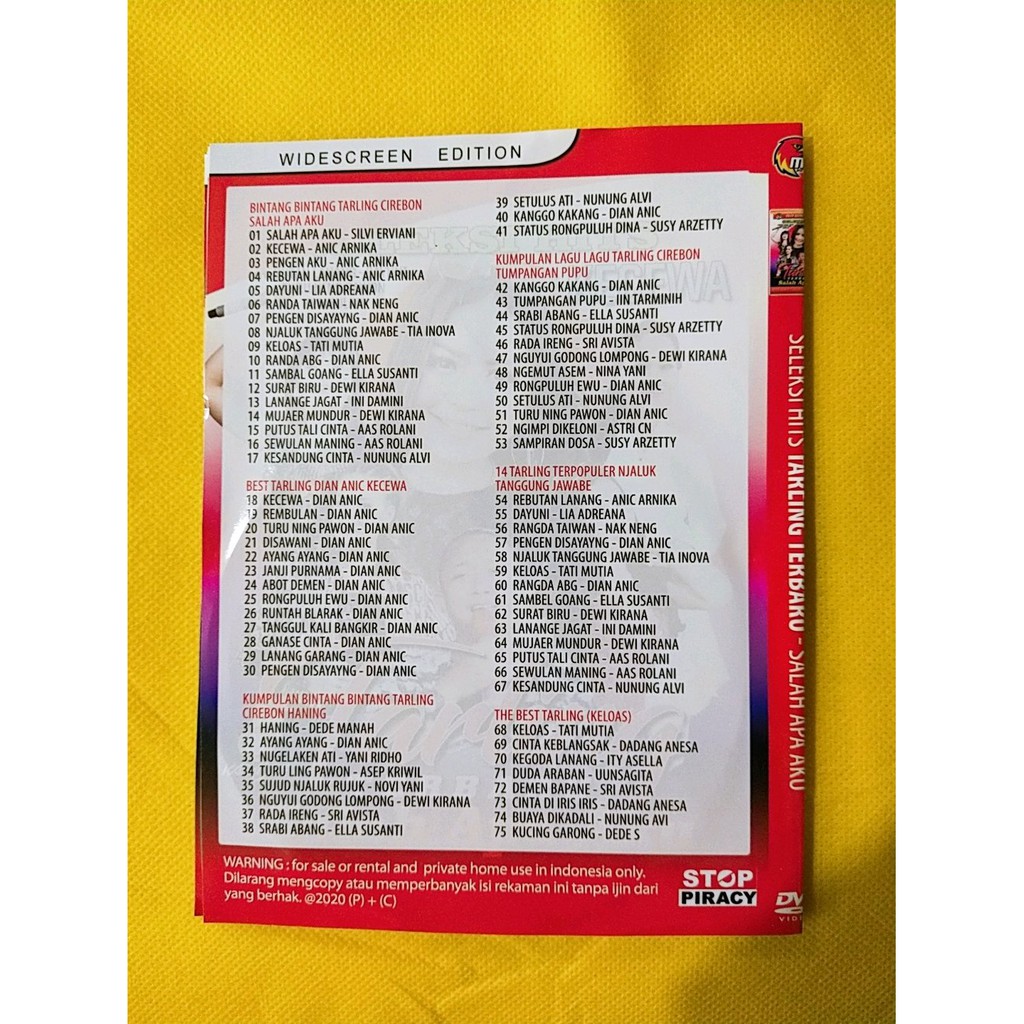 WIDESCREEN EDITION
BINTANG BINTANG TARLING CIREBON
SALAH APA AKU
01 SALAH APA AKU - SILVI ERVIANI
02 KECEWA - ANIC ARNIKA
03 PENGEN AKU - ANIC ARNIKA
04 REBUTAN LANANG - ANIC ARNIKA
05 DAYUNI - LIA ADREANA
06 RANDA TAIWAN - NAK NENG
07 PENGEN DISAYAYNG - DIAN ANIC
08 NJALUK TANGGUNG JAWABE - TIA INOVA
09 KELOAS - TATI MUTIA
10 RANDA ABG - DIAN ANIC
11 SAMBAL GOANG - ELLA SUSANTI
12 SURAT BIRU - DEWI KIRANA
13 LANANGE JAGAT - INI DAMINI
14 MUJAER MUNDUR - DEWI KIRANA
15 PUTUS TALI CINTA - AAS ROLANI
16 SEWULAN MANING - AAS ROLANI
17 KESANDUNG CINTA - NUNUNG ALVI
BEST TARLING DIAN ANIC KECEWA
18 KECEWA - DIAN ANIC
19 REMBULAN - DIAN ANIC
20 TURU NING PAWON - DIAN ANIC
21 DISAWANI - DIAN ANIC
22 AYANG AYANG - DIAN ANIC
23 JANJI PURNAMA - DIAN ANIC
24 ABOT DEMEN - DIAN ANIC
25 RONGPULUH EWU - DIAN ANIC
26 RUNTAH BLARAK - DIAN ANIC
27 TANGGUL KALI BANGKIR - DIAN ANIC
28 GANASE CINTA - DIAN ANIC
29 LANANG GARANG - DIAN ANIC
30 PENGEN DISAYAYNG - DIAN ANIC
KUMPULAN BINTANG BINTANG TARLING
CIREBON HANING
31 HANING - DEDE MANAH
32 AYANG AYANG - DIAN ANIC
33 NUGELAKEN ATI - YANI RIDHO
34 TURU LING PAWON - ASEP KRIWIL
35 SUJUD NJALUK RUJUK - NOVI YANI
36 NGUYUI GODONG LOMPONG - DEWI KIRANA
37 RADA IRENG - SRI AVISTA
38 SRABI ABANG - ELLA SUSANTI
39 SETULUS ATI - NUNUNG ALVI
40 KANGGO KAKANG - DIAN ANIC
41 STATUS RONGPULUH DINA - SUSY ARZETTY
KUMPULAN LAGU LAGU TARLING CIREBON
TUMPANGAN PUPU
42 KANGGO KAKANG - DIAN ANIC
43 TUMPANGAN PUPU - IIN TARMINIH
44 SRABI ABANG - ELLA SUSANTI
45 STATUS RONGPULUH DINA - SUSY ARZETTY
46 RADA IRENG - SRI AVISTA
47 NGUYUI GODONG LOMPONG - DEWI KIRANA
48 NGEMUT ASEM - NINA YANI
49 RONGPULUH EWU - DIAN ANIC
50 SETULUS ATI - NUNUNG ALVI
51 TURU NING PAWON - DIAN ANIC
52 NGIMPI DIKELONI - ASTRI CN
53 SAMPIRAN DOSA - SUSY ARZETTY
14 TARLING TERPOPULER NJALUK
TANGGUNG JAWABE
54 REBUTAN LANANG - ANIC ARNIKA
55 DAYUNI - LIA ADREANA
56 RANGDA TAIWAN - NAK NENG
57 PENGEN DISAYAYNG - DIAN ANIC
58 NJALUK TANGGUNG JAWABE - TIA INOVA
59 KELOAS - TATI MUTIA
60 RANGDA ABG - DIAN ANIC
61 SAMBEL GOANG - ELLA SUSANTI
62 SURAT BIRU - DEWI KIRANA
63 LANANGE JAGAT - INI DAMINI
64 MUJAER MUNDUR - DEWI KIRANA
65 PUTUS TALI CINTA - AAS ROLANI
66 SEWULAN MANING - AAS ROLANI
67 KESANDUNG CINTA - NUNUNG ALVI
THE BEST TARLING (KELOAS)
68 KELOAS - TATI MUTIA
69 CINTA KEBLANGSAK - DADANG ANESA
70 KEGODA LANANG - ITY ASELLA
71 DUDA ARABAN - UUNSAGITA
72 DEMEN BAPANE - SRI AVISTA
73 CINTA DI IRIS IRIS - DADANG ANESA
74 BUAYA DIKADALI - NUNUNG AVI
75 KUCING GARONG - DEDE S
WARNING : for sale or rental and private home use in Indonesia only.
Dilarang mengcopy atau memperbanyak isi rekaman ini tanpa ijin dari
yang berhak. @2020 (P) + (C)
STOP
PIRACY
SELEKSI HITS TARLING TERBARU - SALAH APA AKU